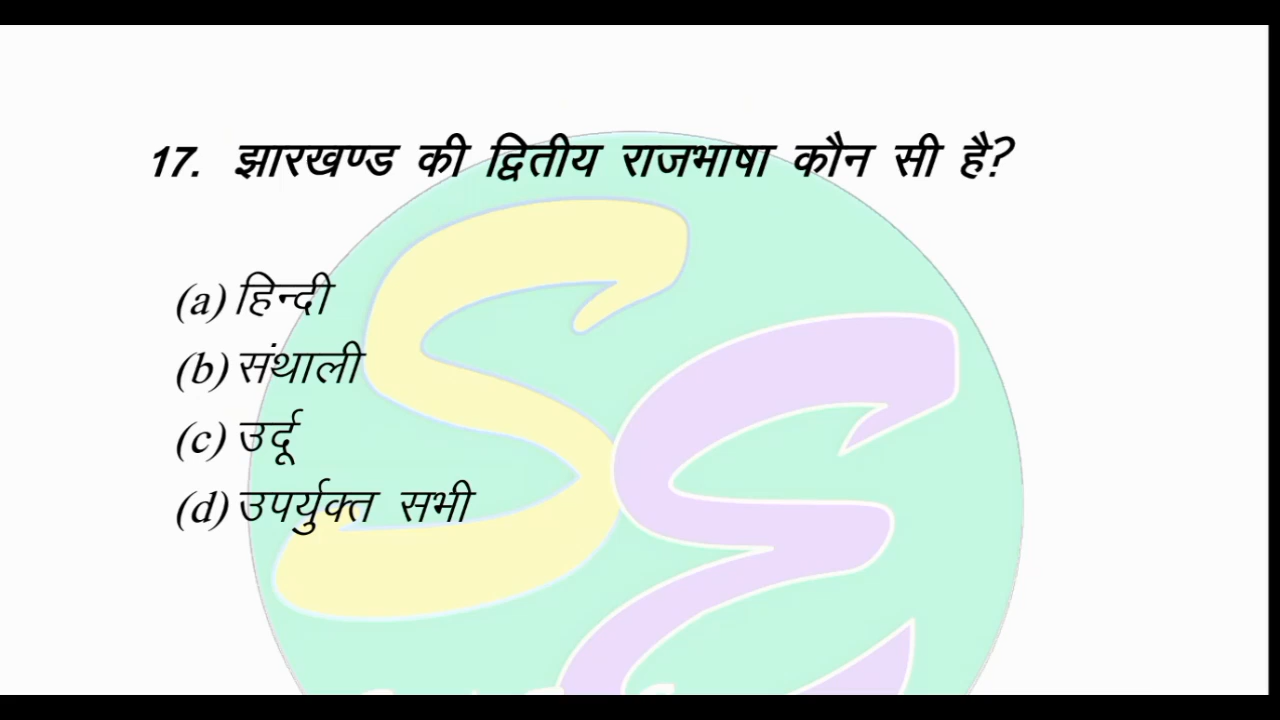 17. झारखण्ड की द्वितीय राजभाषा कौन सी है?
(a) हिन्दी
(b) संथाली
(c) उर्दू
(d) उपर्युक्त सभी